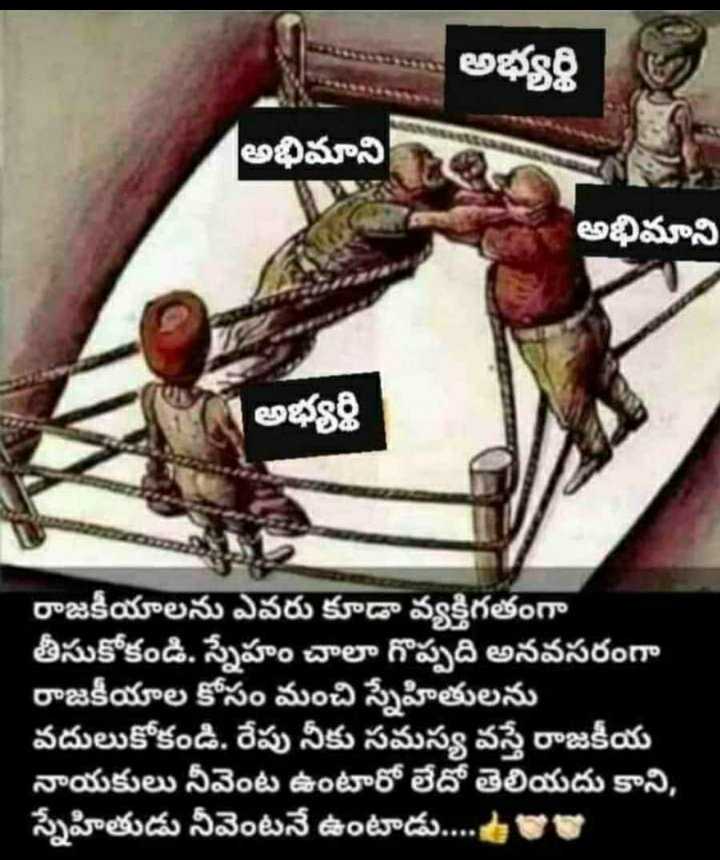 అభ్యర్థి
అభిమాని
అభిమాని
అభ్యర్థి
రాజకీయాలను ఎవరు కూడా వ్యక్తిగతంగా
తీసుకోకండి. స్నేహం చాలా గొప్పది అనవసరంగా
రాజకీయాల కోసం మంచి స్నేహితులను
వదులుకోకండి. రేపు నీకు సమస్య వస్తే రాజకీయ
నాయకులు నీవెంట ఉంటారో లేదో తెలియదు కాని,
స్నేహితుడు నీవెంటనే ఉంటాడు....👍🤝🤝